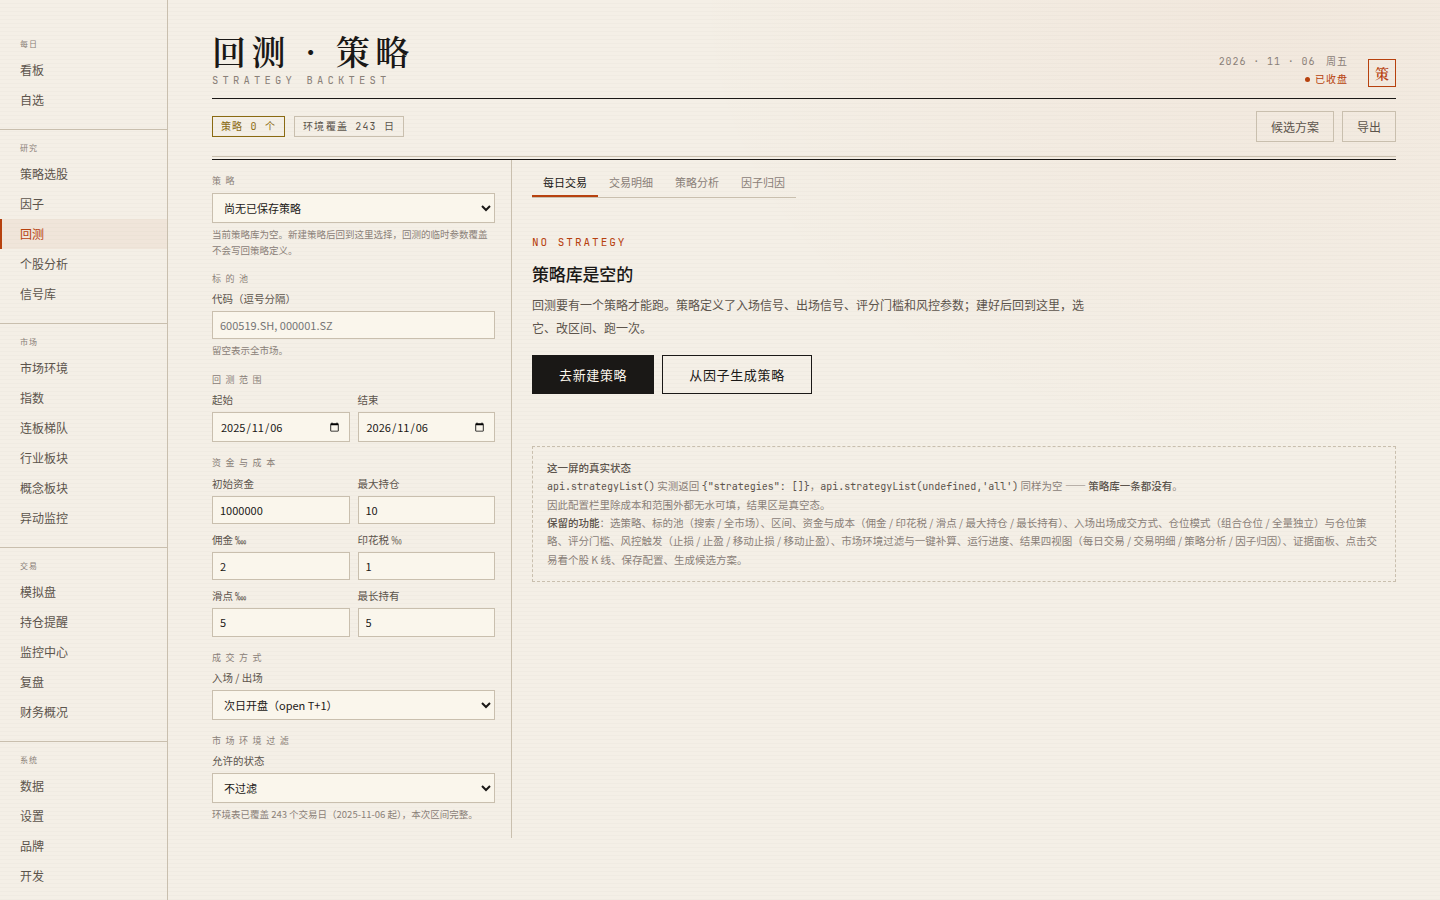 每日
看板
自选
研究
策略选股
因子
回测
个股分析
信号库
市场
市场环境
指数
连板梯队
行业板块
概念板块
异动监控
交易
模拟盘
持仓提醒
监控中心
复盘
财务概况
系统
数据
设置
品牌
开发
回测 · 策略
STRATEGY BACKTEST
2026 · 11 · 06 周五
已收盘
策
策略 0 个
环境覆盖 243 日
候选方案
导出
策略
尚无已保存策略
当前策略库为空。新建策略后回到这里选择，回测的临时参数覆盖
不会写回策略定义。
标的池
代码（逗号分隔）
600519.SH, 000001.SZ
留空表示全市场。
回测范围
起始
结束
2025/11/06
2026/11/06
资金与成本
初始资金
最大持仓
1000000
10
佣金 ‱
印花税 ‰
2
1
滑点 ‱
最长持有
5
5
成交方式
入场 / 出场
次日开盘（open T+1）
市场环境过滤
允许的状态
不过滤
环境表已覆盖 243 个交易日（2025-11-06 起），本次区间完整。
每日交易
交易明细
策略分析
因子归因
NO STRATEGY
策略库是空的
回测要有一个策略才能跑。策略定义了入场信号、出场信号、评分门槛和风控参数；建好后回到这里，选
它、改区间、跑一次。
去新建策略
从因子生成策略
这一屏的真实状态
api.strategyList() 实测返回 {"strategies": []}，api.strategyList(undefined,'all') 同样为空 —— 策略库一条都没有。
因此配置栏里除成本和范围外都无水可填，结果区是真空态。
保留的功能：选策略、标的池（搜索 / 全市场）、区间、资金与成本（佣金 / 印花税 / 滑点 / 最大持仓 / 最长持有）、入场出场成交方式、仓位模式（组合仓位 / 全量独立）与仓位策
略、评分门槛、风控触发（止损 / 止盈 / 移动止损 / 移动止盈）、市场环境过滤与一键补算、运行进度、结果四视图（每日交易 / 交易明细 / 策略分析 / 因子归因）、证据面板、点击交
易看个股 K 线、保存配置、生成候选方案。